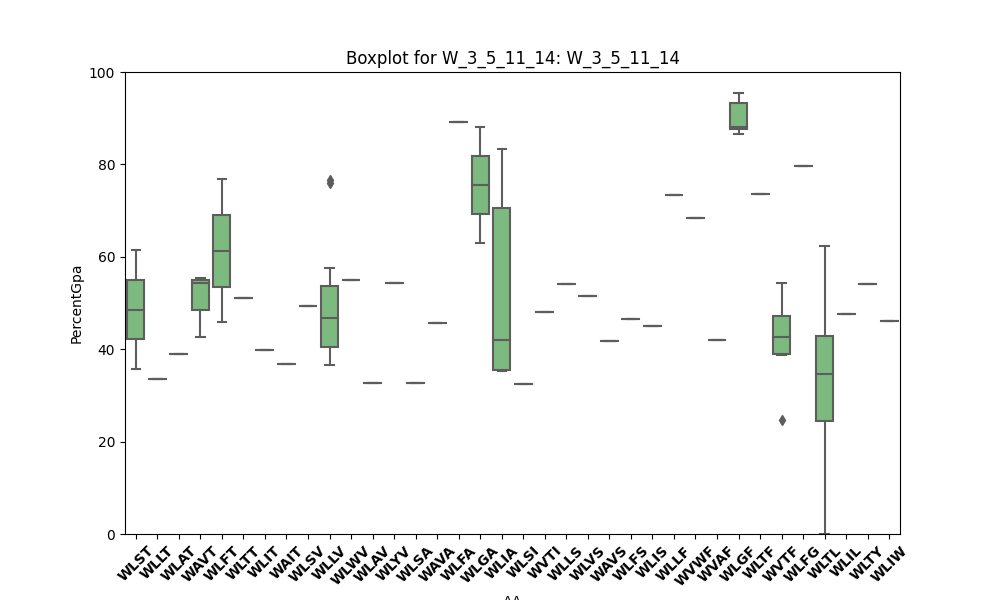 Boxplot for W_3_5_11_14: W_3_5_11_14
PercentGpa
100
80
60
40
20
0
WLST WLLT WLAT WAVT WLFT WLTT WLIT WAIT WLSV WLLV WLWV WLAV WLYV WLSA WAVA WLFA WLGA WLIA WLSI WVTI WLLS WLVS WAVS WLFS WLIS WLLF WVWF WVAF WLGF WLTF WVTF WLFG WLTL WLIL WLTY WLIW
AA